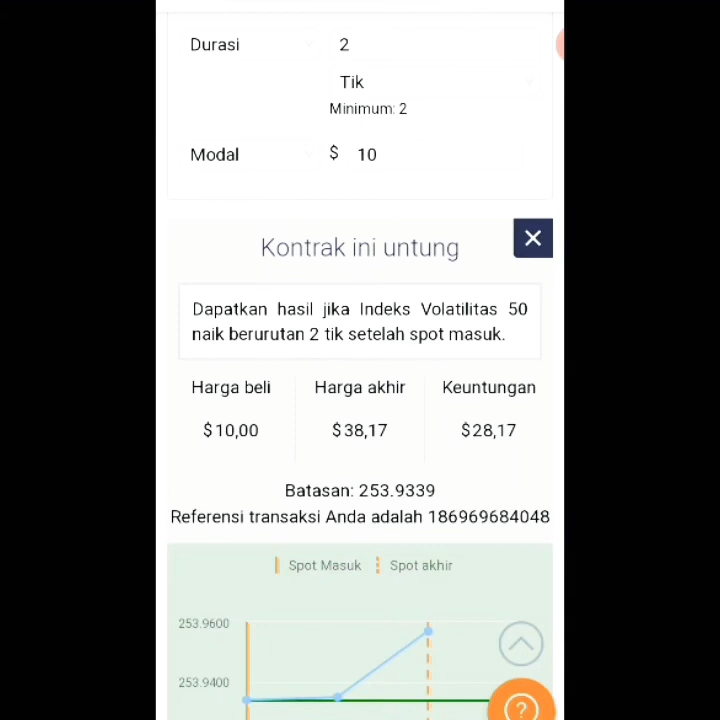 Durasi 2
Tik
Minimum: 2
Modal $ 10
Kontrak ini untung
Dapatkan hasil jika Indeks Volatilitas 50
naik berurutan 2 tik setelah spot masuk.
Harga beli Harga akhir Keuntungan
$10,00 $38,17 $28,17
Batasan: 253.9339
Referensi transaksi Anda adalah 186969684048
Spot Masuk Spot akhir
253.9600
253.9400
?